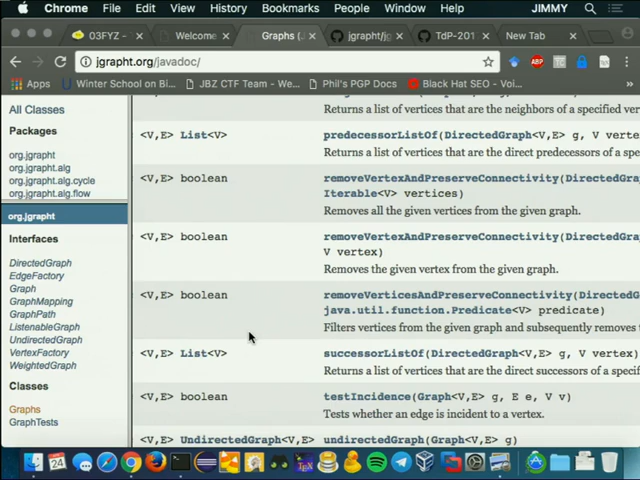 Chrome File Edit View History Bookmarks People Window Help JIMMY
03FYZ - Welcome Graphs (J jgrapht/jg TdP-201 New Tab
jgrapht.org/javadoc/
Apps Winter School on Bi JBZ CTF Team - We... Phil's PGP Docs Black Hat SEO - Voi...
All Classes
Packages
org.jgrapht
org.jgrapht.alg
org.jgrapht.alg.cycle
org.jgrapht.alg.flow
org.jgrapht
Interfaces
DirectedGraph
EdgeFactory
Graph
GraphMapping
GraphPath
ListenableGraph
UndirectedGraph
VertexFactory
WeightedGraph
Classes
Graphs
GraphTests
Returns a list of vertices that are the neighbors of a specified ver
<V,E> List<V> predecessorListOf(DirectedGraph<V,E> g, V verte
Returns a list of vertices that are the direct predecessors of a spe
<V,E> boolean removeVertexAndPreserveConnectivity(DirectedGra
Iterable<V> vertices)
Removes all the given vertices from the given graph.
<V,E> boolean removeVertexAndPreserveConnectivity(DirectedGra
V vertex)
Removes the given vertex from the given graph.
<V,E> boolean removeVerticesAndPreserveConnectivity(DirectedG
java.util.function.Predicate<V> predicate)
Filters vertices from the given graph and subsequently removes t
<V,E> List<V> successorListOf(DirectedGraph<V,E> g, V vertex)
Returns a list of vertices that are the direct successors of a specif
<V,E> boolean testIncidence(Graph<V,E> g, E e, V v)
Tests whether an edge is incident to a vertex.
<V,E> UndirectedGraph<V,E> undirectedGraph(Graph<V,E> g)